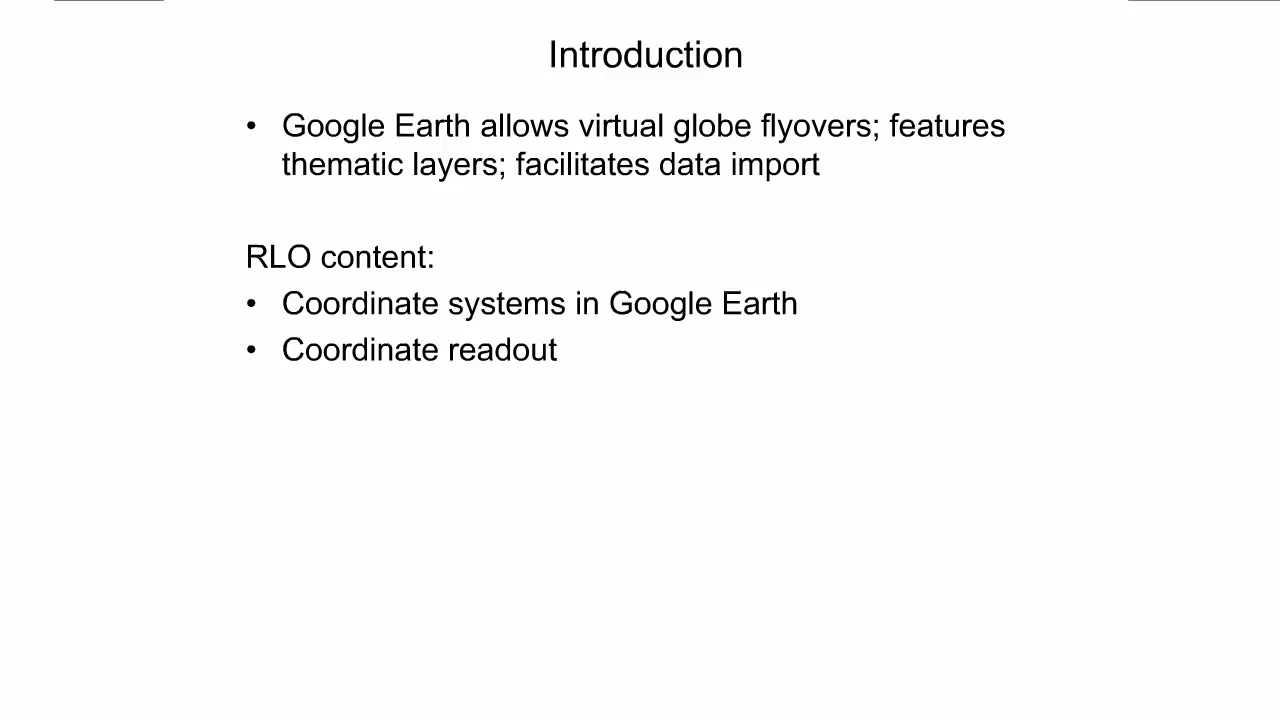 Introduction
• Google Earth allows virtual globe flyovers; features
thematic layers; facilitates data import
RLO content:
• Coordinate systems in Google Earth
• Coordinate readout